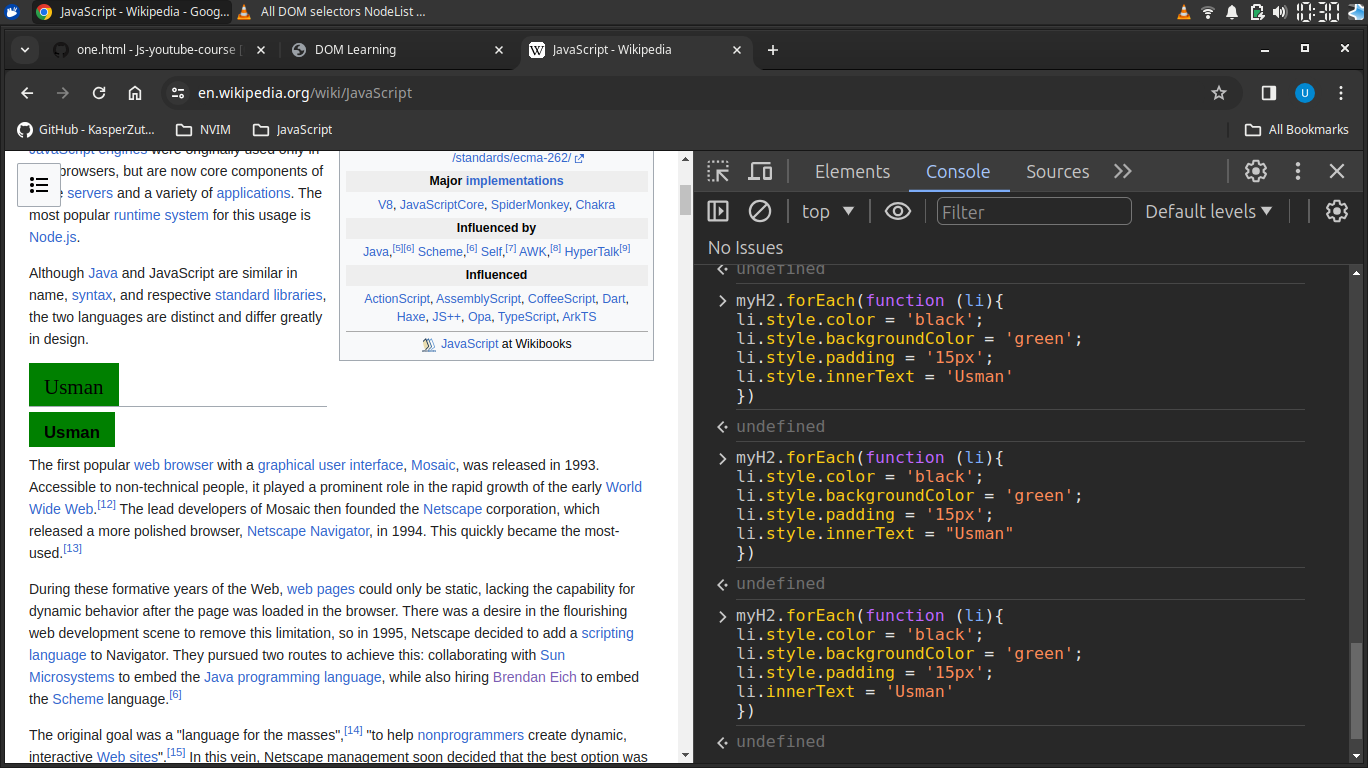 JavaScript - Wikipedia - Goog...
All DOM selectors NodeList ...
10:30
one.html - Js-youtube-course [
DOM Learning
JavaScript - Wikipedia
en.wikipedia.org/wiki/JavaScript
U
GitHub - KasperZut...
NVIM
JavaScript
All Bookmarks
JavaScript engines were originally used only in
browsers, but are now core components of
servers and a variety of applications. The
most popular runtime system for this usage is
Node.js.
Although Java and JavaScript are similar in
name, syntax, and respective standard libraries,
the two languages are distinct and differ greatly
in design.
/standards/ecma-262/
Major implementations
V8, JavaScriptCore, SpiderMonkey, Chakra
Influenced by
Java,[5][6] Scheme,[6] Self,[7] AWK,[8] HyperTalk[9]
Influenced
ActionScript, AssemblyScript, CoffeeScript, Dart,
Haxe, JS++, Opa, TypeScript, ArkTS
JavaScript at Wikibooks
Usman
Usman
The first popular web browser with a graphical user interface, Mosaic, was released in 1993.
Accessible to non-technical people, it played a prominent role in the rapid growth of the early World
Wide Web.[12] The lead developers of Mosaic then founded the Netscape corporation, which
released a more polished browser, Netscape Navigator, in 1994. This quickly became the most-
used.[13]
During these formative years of the Web, web pages could only be static, lacking the capability for
dynamic behavior after the page was loaded in the browser. There was a desire in the flourishing
web development scene to remove this limitation, so in 1995, Netscape decided to add a scripting
language to Navigator. They pursued two routes to achieve this: collaborating with Sun
Microsystems to embed the Java programming language, while also hiring Brendan Eich to embed
the Scheme language.[6]
The original goal was a "language for the masses",[14] "to help nonprogrammers create dynamic,
interactive Web sites".[15] In this vein, Netscape management soon decided that the best option was
Elements
Console
Sources
top
Filter
Default levels
No Issues
undefined
myH2.forEach(function (li){
li.style.color = 'black';
li.style.backgroundColor = 'green';
li.style.padding = '15px';
li.style.innerText = 'Usman'
})
undefined
myH2.forEach(function (li){
li.style.color = 'black';
li.style.backgroundColor = 'green';
li.style.padding = '15px';
li.style.innerText = "Usman"
})
undefined
myH2.forEach(function (li){
li.style.color = 'black';
li.style.backgroundColor = 'green';
li.style.padding = '15px';
li.innerText = 'Usman'
})
undefined